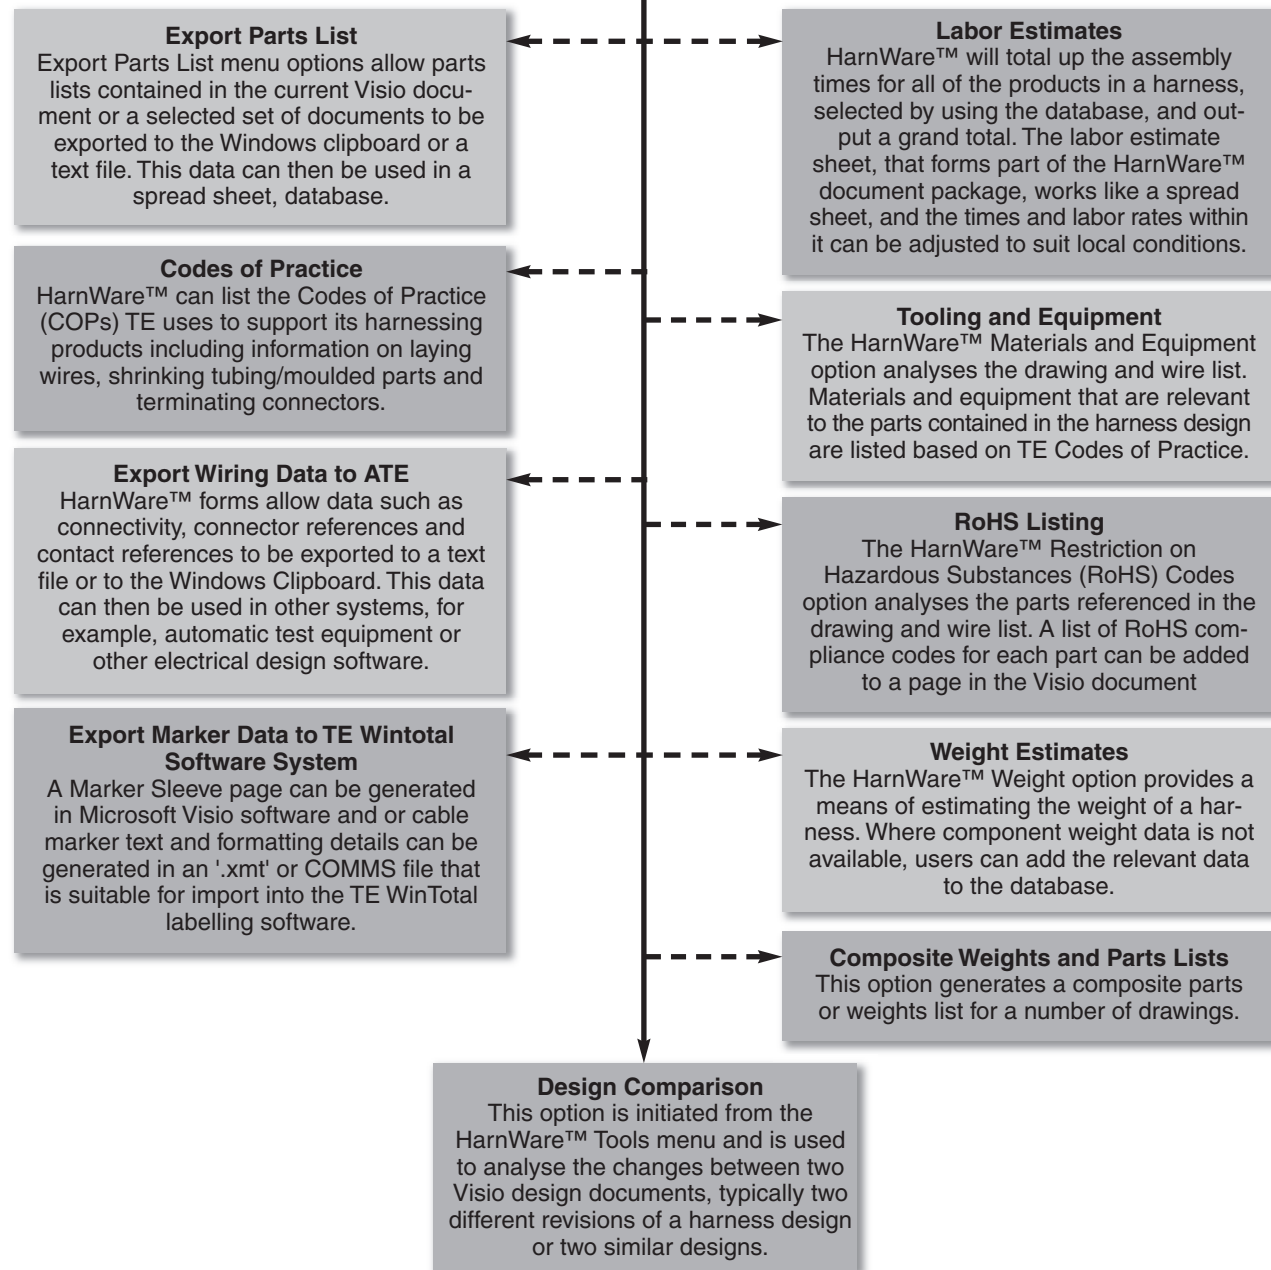 Export Parts List
Export Parts List menu options allow parts
lists contained in the current Visio docu-
ment or a selected set of documents to be
exported to the Windows clipboard or a
text file. This data can then be used in a
spread sheet, database.
Codes of Practice
HarnWare™ can list the Codes of Practice
(COPs) TE uses to support its harnessing
products including information on laying
wires, shrinking tubing/moulded parts and
terminating connectors.
Export Wiring Data to ATE
HarnWare™ forms allow data such as
connectivity, connector references and
contact references to be exported to a text
file or to the Windows Clipboard. This data
can then be used in other systems, for
example, automatic test equipment or
other electrical design software.
Export Marker Data to TE Wintotal
Software System
A Marker Sleeve page can be generated
in Microsoft Visio software and or cable
marker text and formatting details can be
generated in an '.xmt' or COMMS file that
is suitable for import into the TE WinTotal
labelling software.
Labor Estimates
HarnWare™ will total up the assembly
times for all of the products in a harness,
selected by using the database, and out-
put a grand total. The labor estimate
sheet, that forms part of the HarnWare™
document package, works like a spread
sheet, and the times and labor rates within
it can be adjusted to suit local conditions.
Tooling and Equipment
The HarnWare™ Materials and Equipment
option analyses the drawing and wire list.
Materials and equipment that are relevant
to the parts contained in the harness design
are listed based on TE Codes of Practice.
RoHS Listing
The HarnWare™ Restriction on
Hazardous Substances (RoHS) Codes
option analyses the parts referenced in the
drawing and wire list. A list of RoHS com-
pliance codes for each part can be added
to a page in the Visio document
Weight Estimates
The HarnWare™ Weight option provides a
means of estimating the weight of a har-
ness. Where component weight data is not
available, users can add the relevant data
to the database.
Composite Weights and Parts Lists
This option generates a composite parts
or weights list for a number of drawings.
Design Comparison
This option is initiated from the
HarnWare™ Tools menu and is used
to analyse the changes between two
Visio design documents, typically two
different revisions of a harness design
or two similar designs.